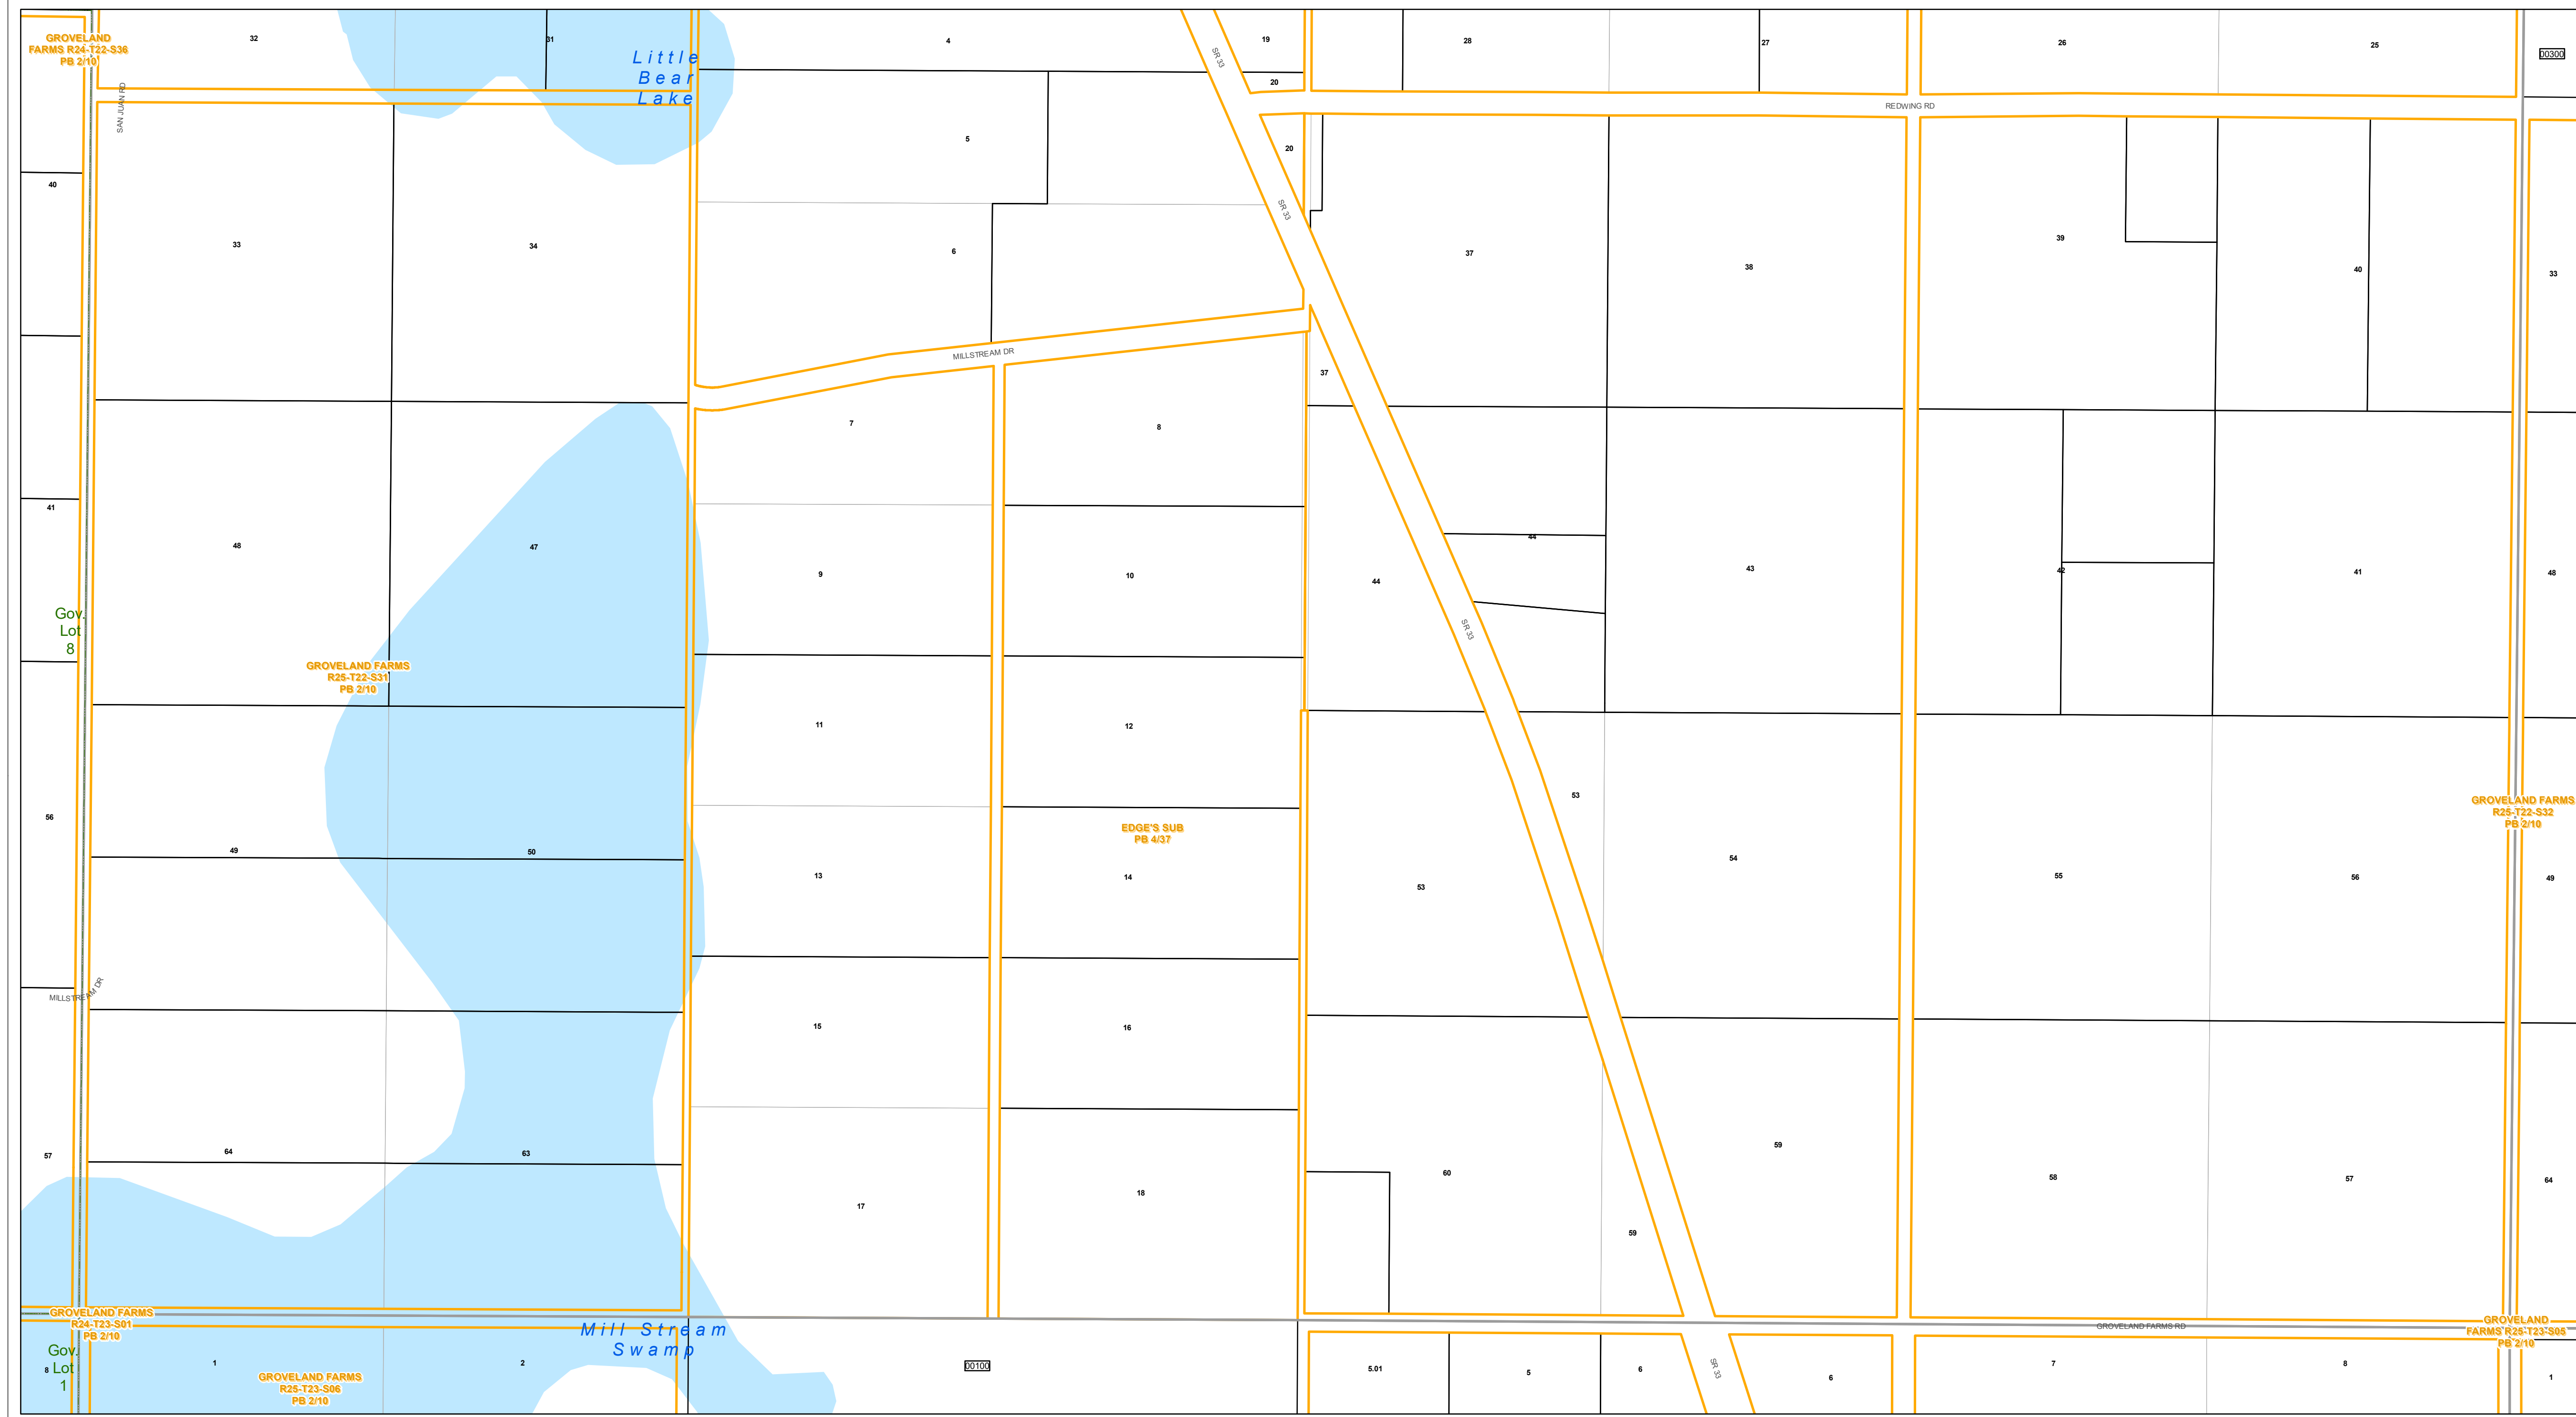 GROVELAND
FARMS R24-T22-S36
PB 2/10
32
31
Little
Bear
Lake
4
SR 33
19
20
28
27
26
25
00300
SAN JUAN RD
REDWING RD
40
5
20
SR 33
33
34
6
37
38
39
40
33
MILLSTREAM DR
37
41
7
8
48
47
9
10
44
44
43
42
41
48
Gov.
Lot
8
SR 33
GROVELAND FARMS
R25-T22-S31
PB 2/10
11
12
53
56
49
50
EDGE'S SUB
PB 4/37
GROVELAND FARMS
R25-T22-S32
PB 2/10
13
14
53
54
55
56
49
MILLSTREAM DR
15
16
57
64
63
59
60
58
57
64
17
18
59
GROVELAND FARMS
R24-T23-S01
PB 2/10
Mill Stream
Swamp
GROVELAND FARMS RD
GROVELAND
FARMS R25-T23-S05
PB 2/10
Gov.
Lot
1
8
1
2
GROVELAND FARMS
R25-T23-S06
PB 2/10
00100
5.01
5
6
SR 33
6
7
8
1